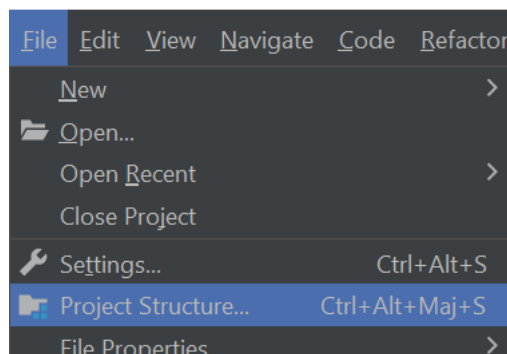 File Edit View Navigate Code Refactor
New
Open...
Open Recent
Close Project
Settings... Ctrl+Alt+S
Project Structure... Ctrl+Alt+Maj+S
File Properties